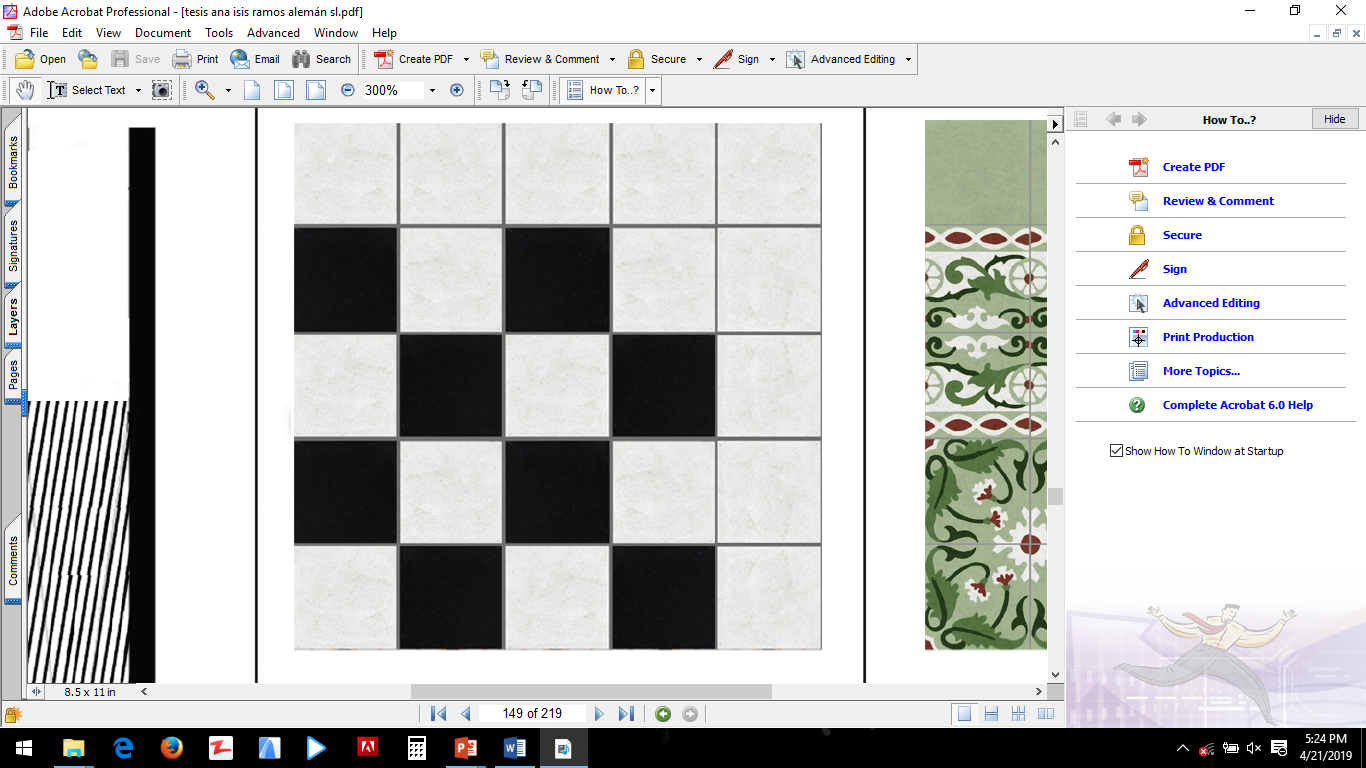 Adobe Acrobat Professional - [tesis ana isis ramos alemán sl.pdf]
File Edit View Document Tools Advanced Window Help
Open Save Print Email Search Create PDF Review & Comment Secure Sign Advanced Editing
Select Text 300% How To..?
Bookmarks
Signatures
Layers
Pages
Comments
How To..? Hide
Create PDF
Review & Comment
Secure
Sign
Advanced Editing
Print Production
More Topics...
Complete Acrobat 6.0 Help
Show How To Window at Startup
8.5 x 11 in
149 of 219
5:24 PM
4/21/2019